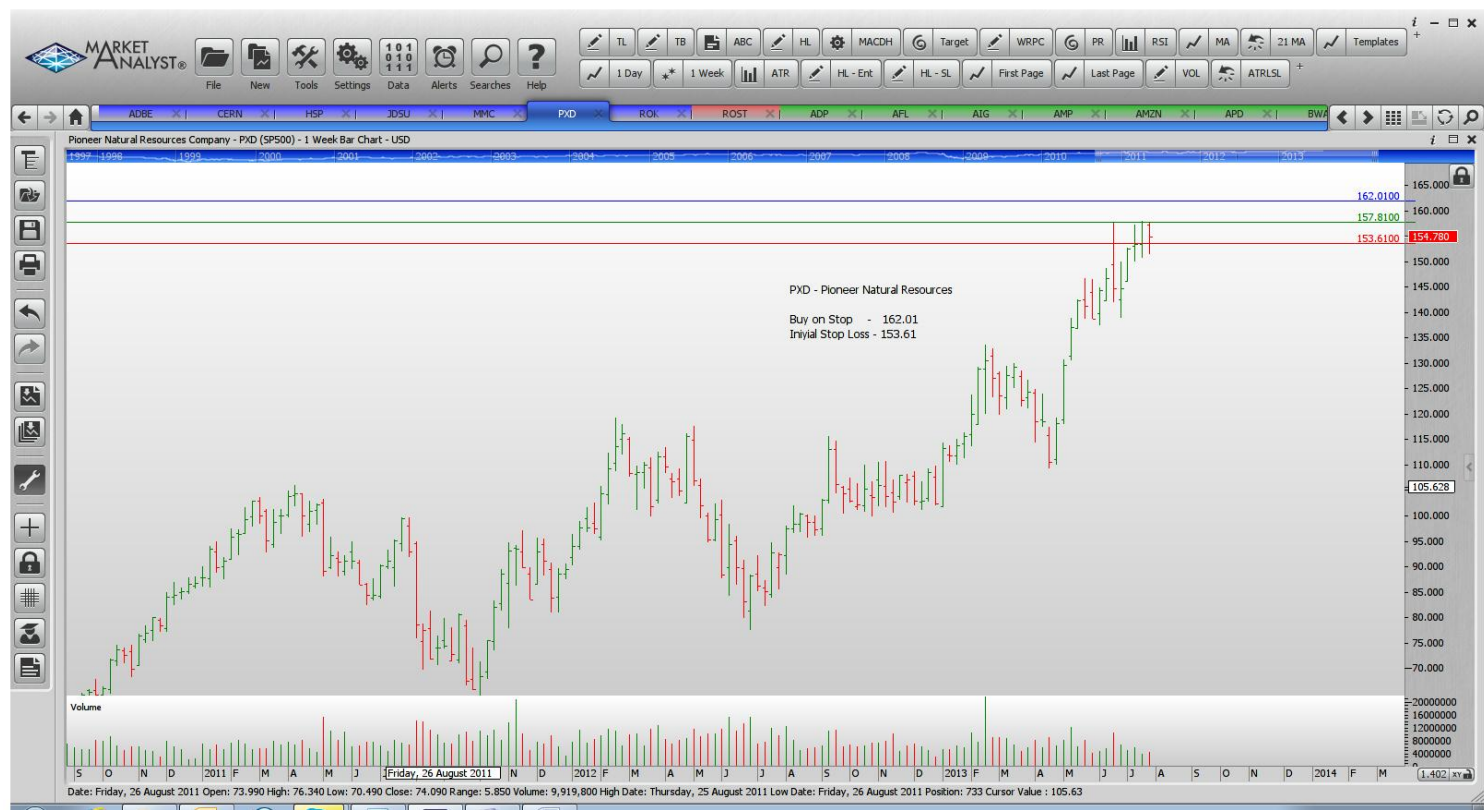 MARKET
ANALYST®
File New Tools Settings Data Alerts Searches Help
TL TB ABC HL MACDH Target WRPC PR RSI MA 21 MA Templates
1 Day 1 Week ATR HL - Ent HL - SL First Page Last Page VOL ATRLSL
ADBE CERN HSP JDSU MMC PXD ROK ROST ADP AFL AIG AMP AMZN APD BWA
Pioneer Natural Resources Company - PXD (SP500) - 1 Week Bar Chart - USD
1997 1998 1999 2000 2001 2002 2003 2004 2005 2006 2007 2008 2009 2010 2011 2012 2013
165.000
162.0100
160.000
157.8100
154.780
153.6100
150.000
PXD - Pioneer Natural Resources
145.000
Buy on Stop - 162.01
140.000
Iniyial Stop Loss - 153.61
135.000
130.000
125.000
120.000
115.000
110.000
105.628
100.000
95.000
90.000
85.000
80.000
75.000
70.000
Volume
20000000
16000000
12000000
8000000
4000000
0
S O N D 2011 F M A M J J Friday, 26 August 2011 N D 2012 F M A M J J A S O N D 2013 F M A M J J A S O N D 2014 F M 1.402 XY
Date: Friday, 26 August 2011 Open: 73.990 High: 76.340 Low: 70.490 Close: 74.090 Range: 5.850 Volume: 9,919,800 High Date: Thursday, 25 August 2011 Low Date: Friday, 26 August 2011 Position: 733 Cursor Value : 105.63